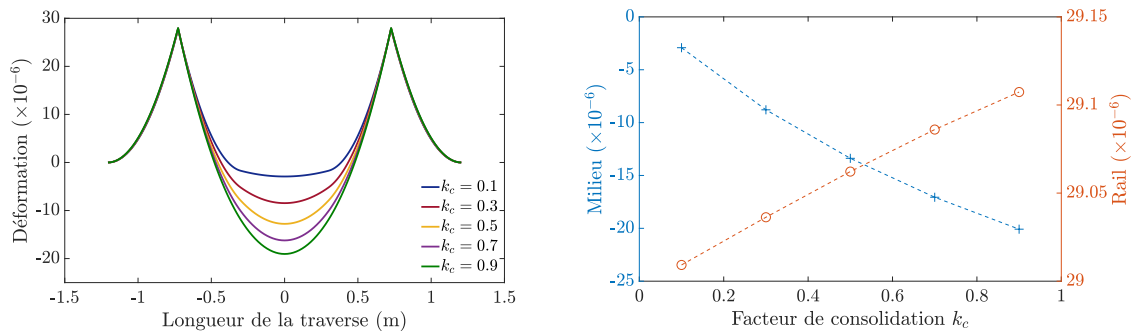 Déformation (×10⁻⁶)
30
20
10
0
-10
-20
-1.5
-1
-0.5
0
0.5
1
1.5
Longueur de la traverse (m)
k_c = 0.1
k_c = 0.3
k_c = 0.5
k_c = 0.7
k_c = 0.9
Milieu (×10⁻⁶)
0
-5
-10
-15
-20
-25
0
0.2
0.4
0.6
0.8
1
Facteur de consolidation k_c
29.15
29.1
29.05
29
Rail (×10⁻⁶)